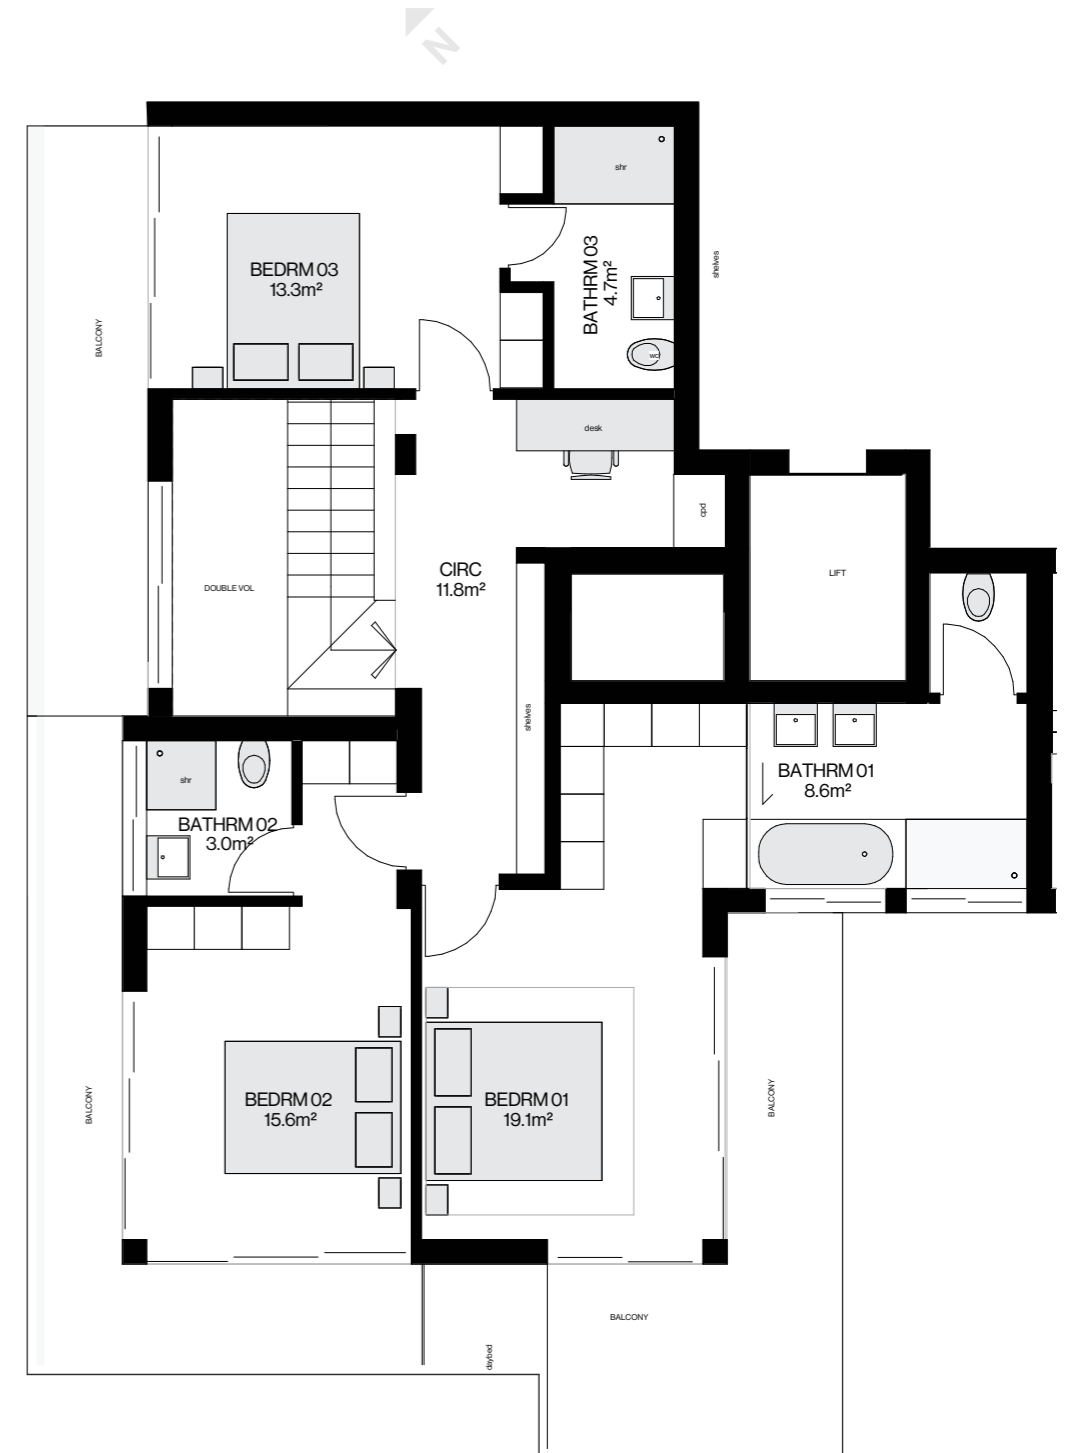 N
shr
BATHRM 03
4.7m²
shelves
BEDRM 03
13.3m²
BALCONY
wc
desk
cpd
CIRC
11.8m²
LIFT
DOUBLE VOL
shelves
shr
BATHRM 02
3.0m²
BATHRM 01
8.6m²
BALCONY
BEDRM 02
15.6m²
BEDRM 01
19.1m²
BALCONY
BALCONY
daybed